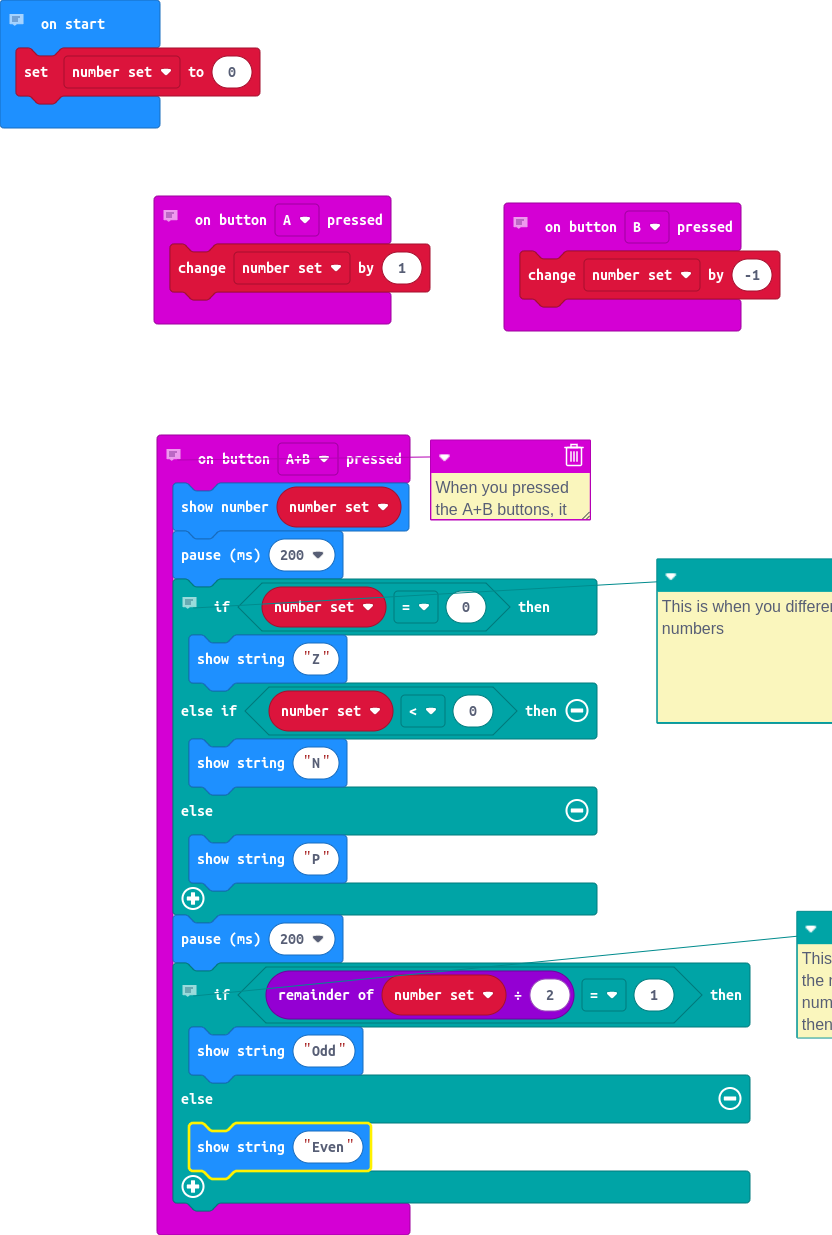 on start
set number set to 0
on button A pressed
change number set by 1
on button B pressed
change number set by -1
on button A+B pressed
When you pressed
the A+B buttons, it
show number number set
pause (ms) 200
if number set = 0 then
This is when you differen
numbers
show string "Z"
else if number set < 0 then
show string "N"
else
show string "P"
pause (ms) 200
if remainder of number set ÷ 2 = 1 then
This
the n
num
then
show string "Odd"
else
show string "Even"